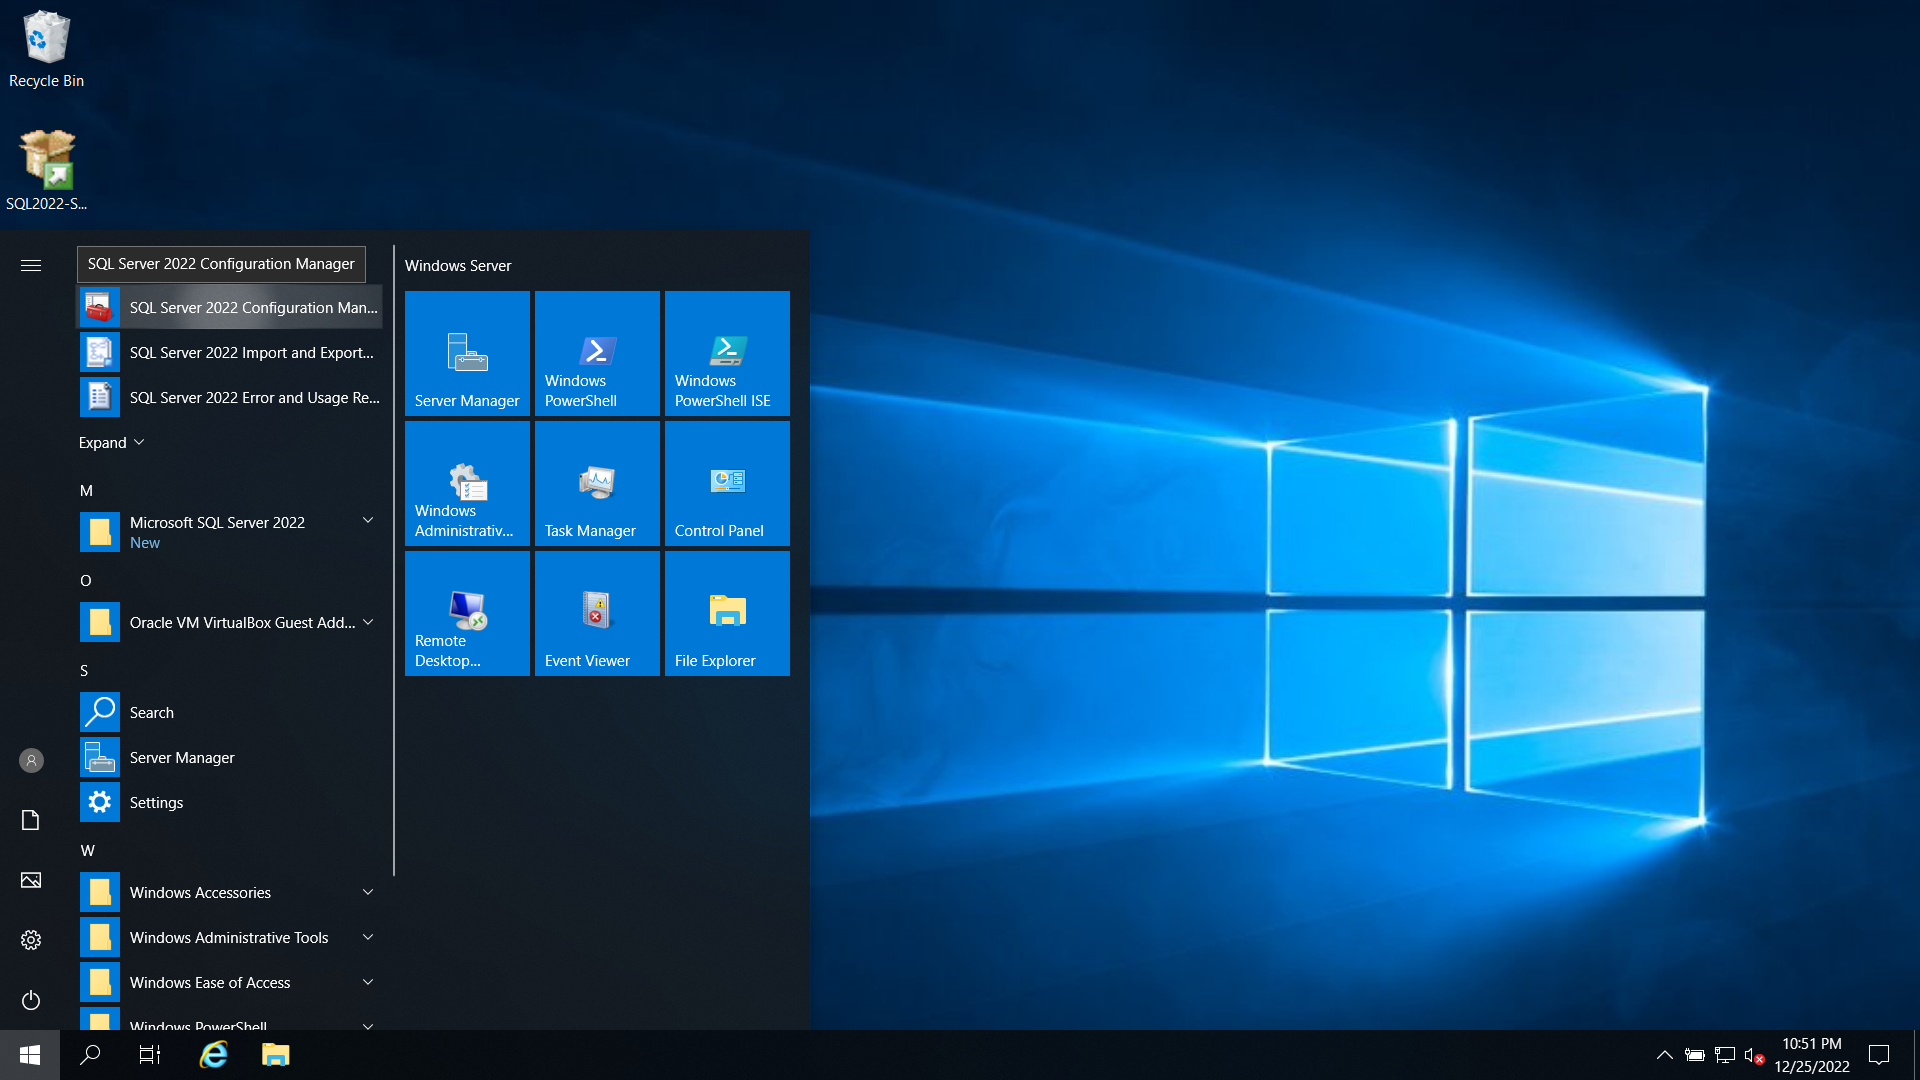 Recycle Bin
SQL2022-S...
SQL Server 2022 Configuration Manager
SQL Server 2022 Configuration Man...
SQL Server 2022 Import and Export...
SQL Server 2022 Error and Usage Re...
Expand
M
Microsoft SQL Server 2022
New
O
Oracle VM VirtualBox Guest Add...
S
Search
Server Manager
Settings
W
Windows Accessories
Windows Administrative Tools
Windows Ease of Access
Windows PowerShell
Windows Server
Server Manager
Windows
PowerShell
Windows
PowerShell ISE
Windows
Administrativ...
Task Manager
Control Panel
Remote
Desktop...
Event Viewer
File Explorer
10:51 PM
12/25/2022